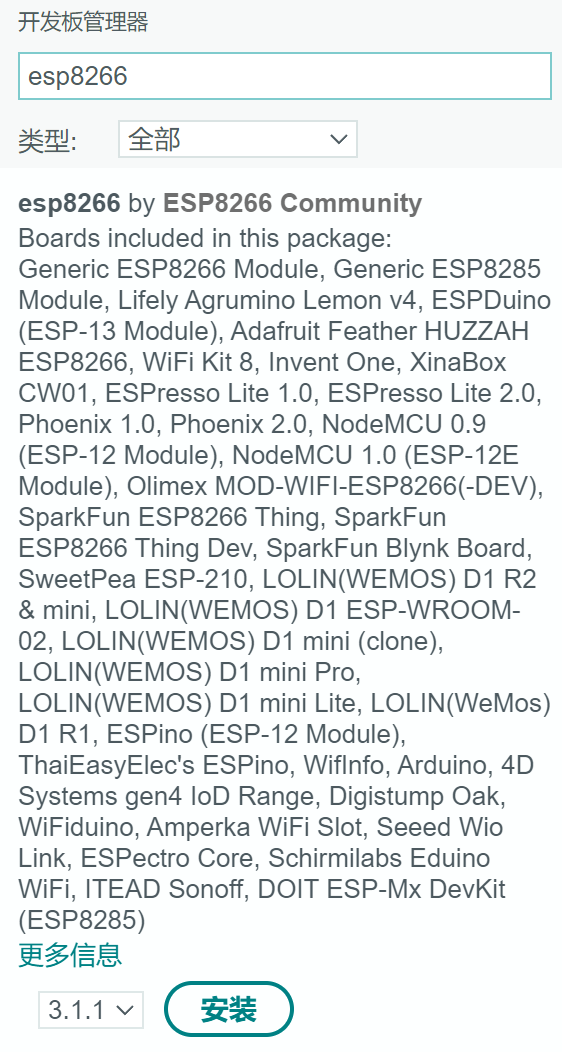 开发板管理器
esp8266
类型:
全部
esp8266 by ESP8266 Community
Boards included in this package:
Generic ESP8266 Module, Generic ESP8285
Module, Lifely Agrumino Lemon v4, ESPDuino
(ESP-13 Module), Adafruit Feather HUZZAH
ESP8266, WiFi Kit 8, Invent One, XinaBox
CW01, ESPresso Lite 1.0, ESPresso Lite 2.0,
Phoenix 1.0, Phoenix 2.0, NodeMCU 0.9
(ESP-12 Module), NodeMCU 1.0 (ESP-12E
Module), Olimex MOD-WIFI-ESP8266(-DEV),
SparkFun ESP8266 Thing, SparkFun
ESP8266 Thing Dev, SparkFun Blynk Board,
SweetPea ESP-210, LOLIN(WEMOS) D1 R2
& mini, LOLIN(WEMOS) D1 ESP-WROOM-
02, LOLIN(WEMOS) D1 mini (clone),
LOLIN(WEMOS) D1 mini Pro,
LOLIN(WEMOS) D1 mini Lite, LOLIN(WeMos)
D1 R1, ESPino (ESP-12 Module),
ThaiEasyElec's ESPino, WifInfo, Arduino, 4D
Systems gen4 IoD Range, Digistump Oak,
WiFiduino, Amperka WiFi Slot, Seeed Wio
Link, ESPectro Core, Schirmilabs Eduino
WiFi, ITEAD Sonoff, DOIT ESP-Mx DevKit
(ESP8285)
更多信息
3.1.1
安装